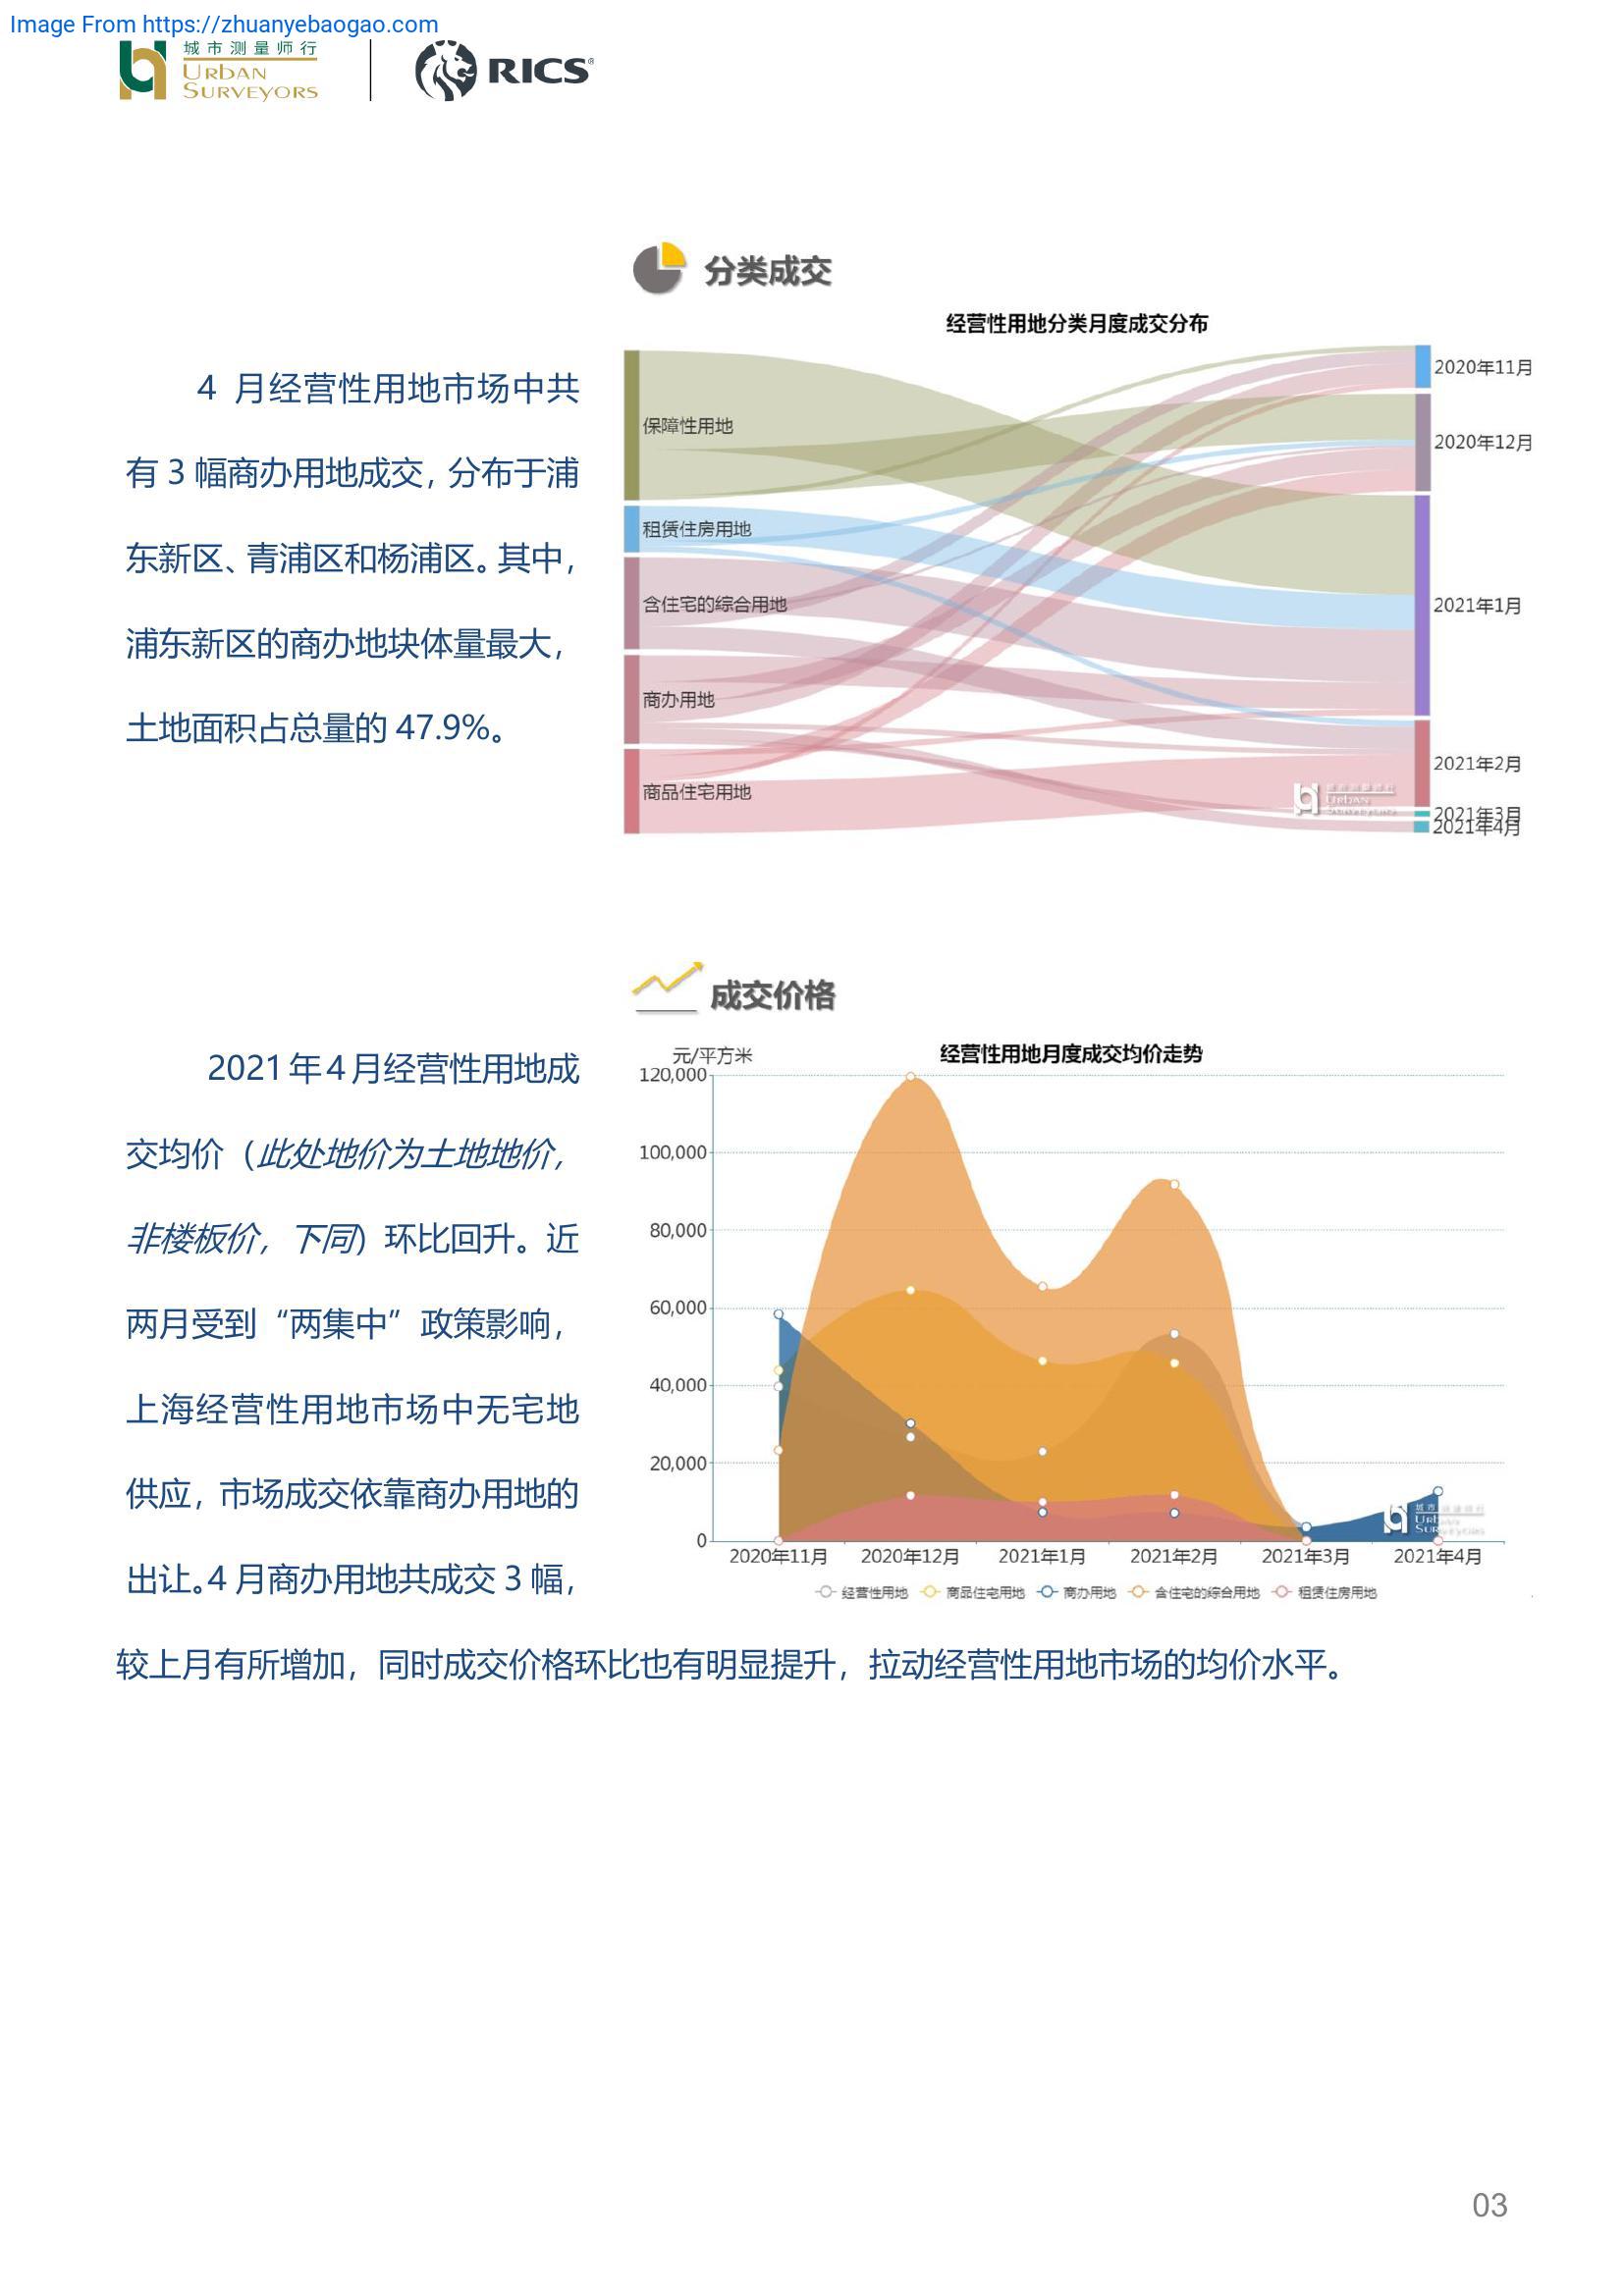 Image From https://zhuanyebaogao.com
城市测量师行
URBAN
SURVEYORS
RICS®
分类成交
经营性用地分类月度成交分布
4 月经营性用地市场中共
有 3 幅商办用地成交，分布于浦
东新区、青浦区和杨浦区。其中，
浦东新区的商办地块体量最大，
土地面积占总量的 47.9%。
保障性用地
租赁住房用地
含住宅的综合用地
商办用地
商品住宅用地
2020年11月
2020年12月
2021年1月
2021年2月
2021年3月
2021年4月
URBAN
SURVEYORS
成交价格
元/平方米
经营性用地月度成交均价走势
120,000
100,000
80,000
60,000
40,000
20,000
0
2020年11月 2020年12月 2021年1月 2021年2月 2021年3月 2021年4月
URBAN
SURVEYORS
经营性用地 商品住宅用地 商办用地 含住宅的综合用地 租赁住房用地
2021 年 4 月经营性用地成
交均价（此处地价为土地地价，
非楼板价，下同）环比回升。近
两月受到“两集中”政策影响，
上海经营性用地市场中无宅地
供应，市场成交依靠商办用地的
出让。4 月商办用地共成交 3 幅，
较上月有所增加，同时成交价格环比也有明显提升，拉动经营性用地市场的均价水平。
03